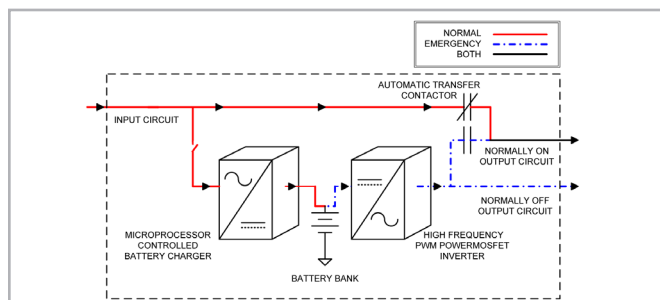 NORMAL
EMERGENCY
BOTH
AUTOMATIC TRANSFER
CONTACTOR
INPUT CIRCUIT
NORMALLY ON
OUTPUT CIRCUIT
NORMALLY OFF
OUTPUT CIRCUIT
MICROPROCESSOR
CONTROLLED
BATTERY CHARGER
HIGH FREQUENCY
PWM POWERMOSFET
INVERTER
BATTERY BANK